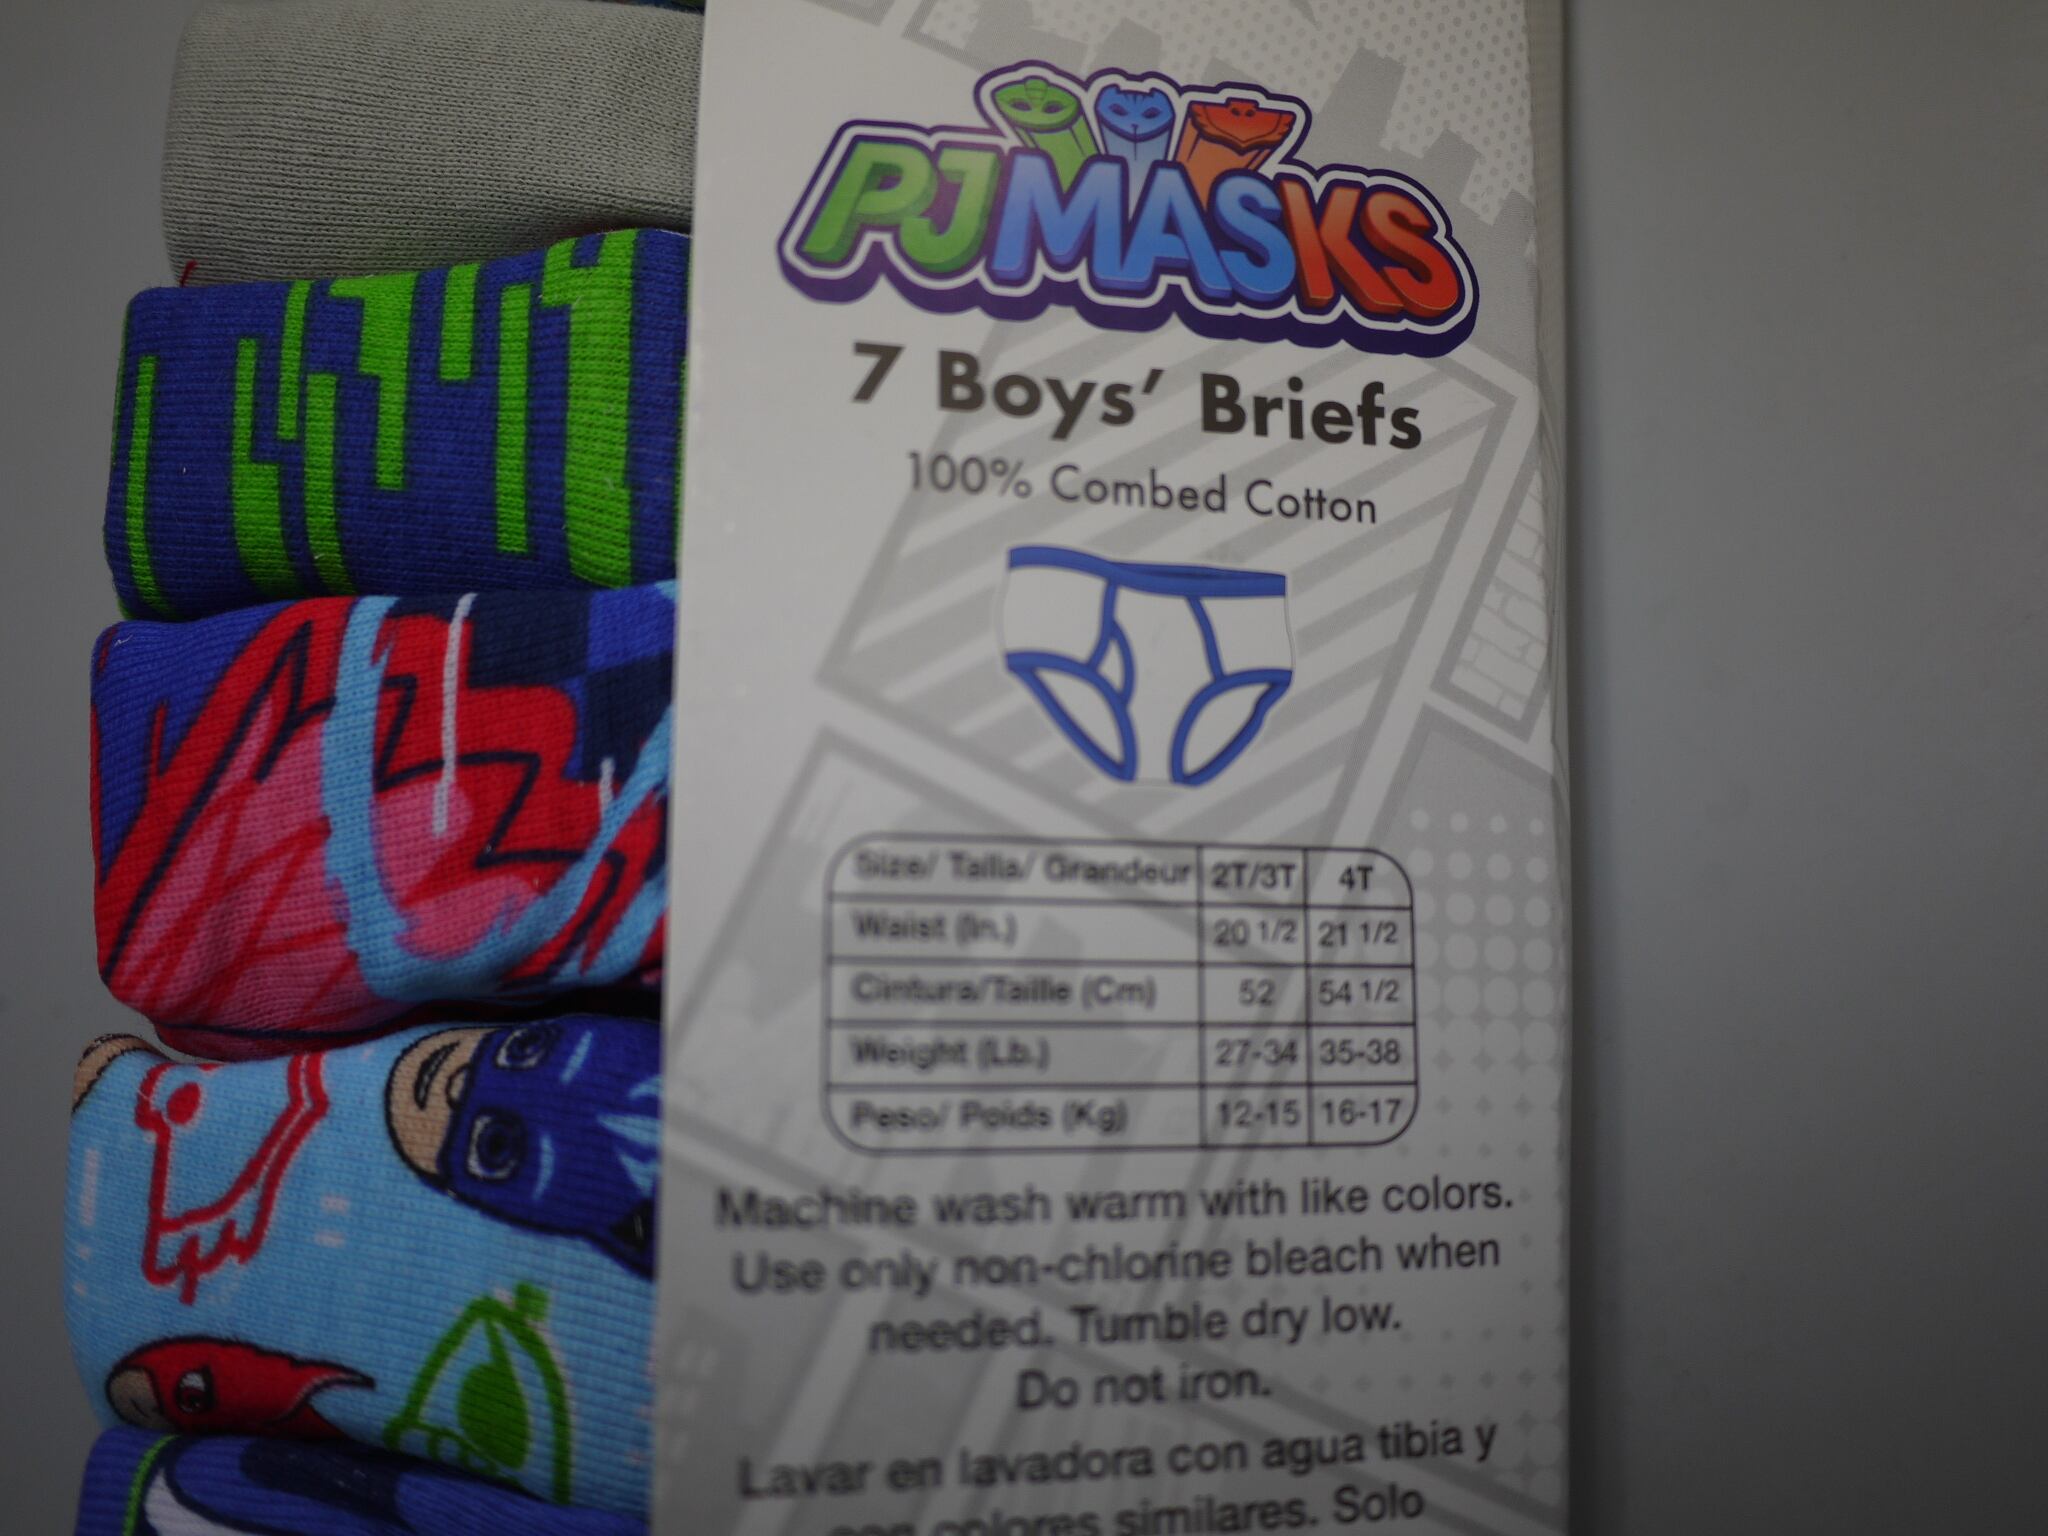 PJMASKS
7 Boys' Briefs
100% Combed Cotton
Size/ Talla/ Grandeur 2T/3T 4T
Waist (In.) 20 1/2 21 1/2
Cintura/Taille (Cm) 52 54 1/2
Weight (Lb.) 27-34 35-38
Peso/ Poids (Kg) 12-15 16-17
Machine wash warm with like colors.
Use only non-chlorine bleach when
needed. Tumble dry low.
Do not iron.
Lavar en lavadora con agua tibia y
con colores similares. Solo